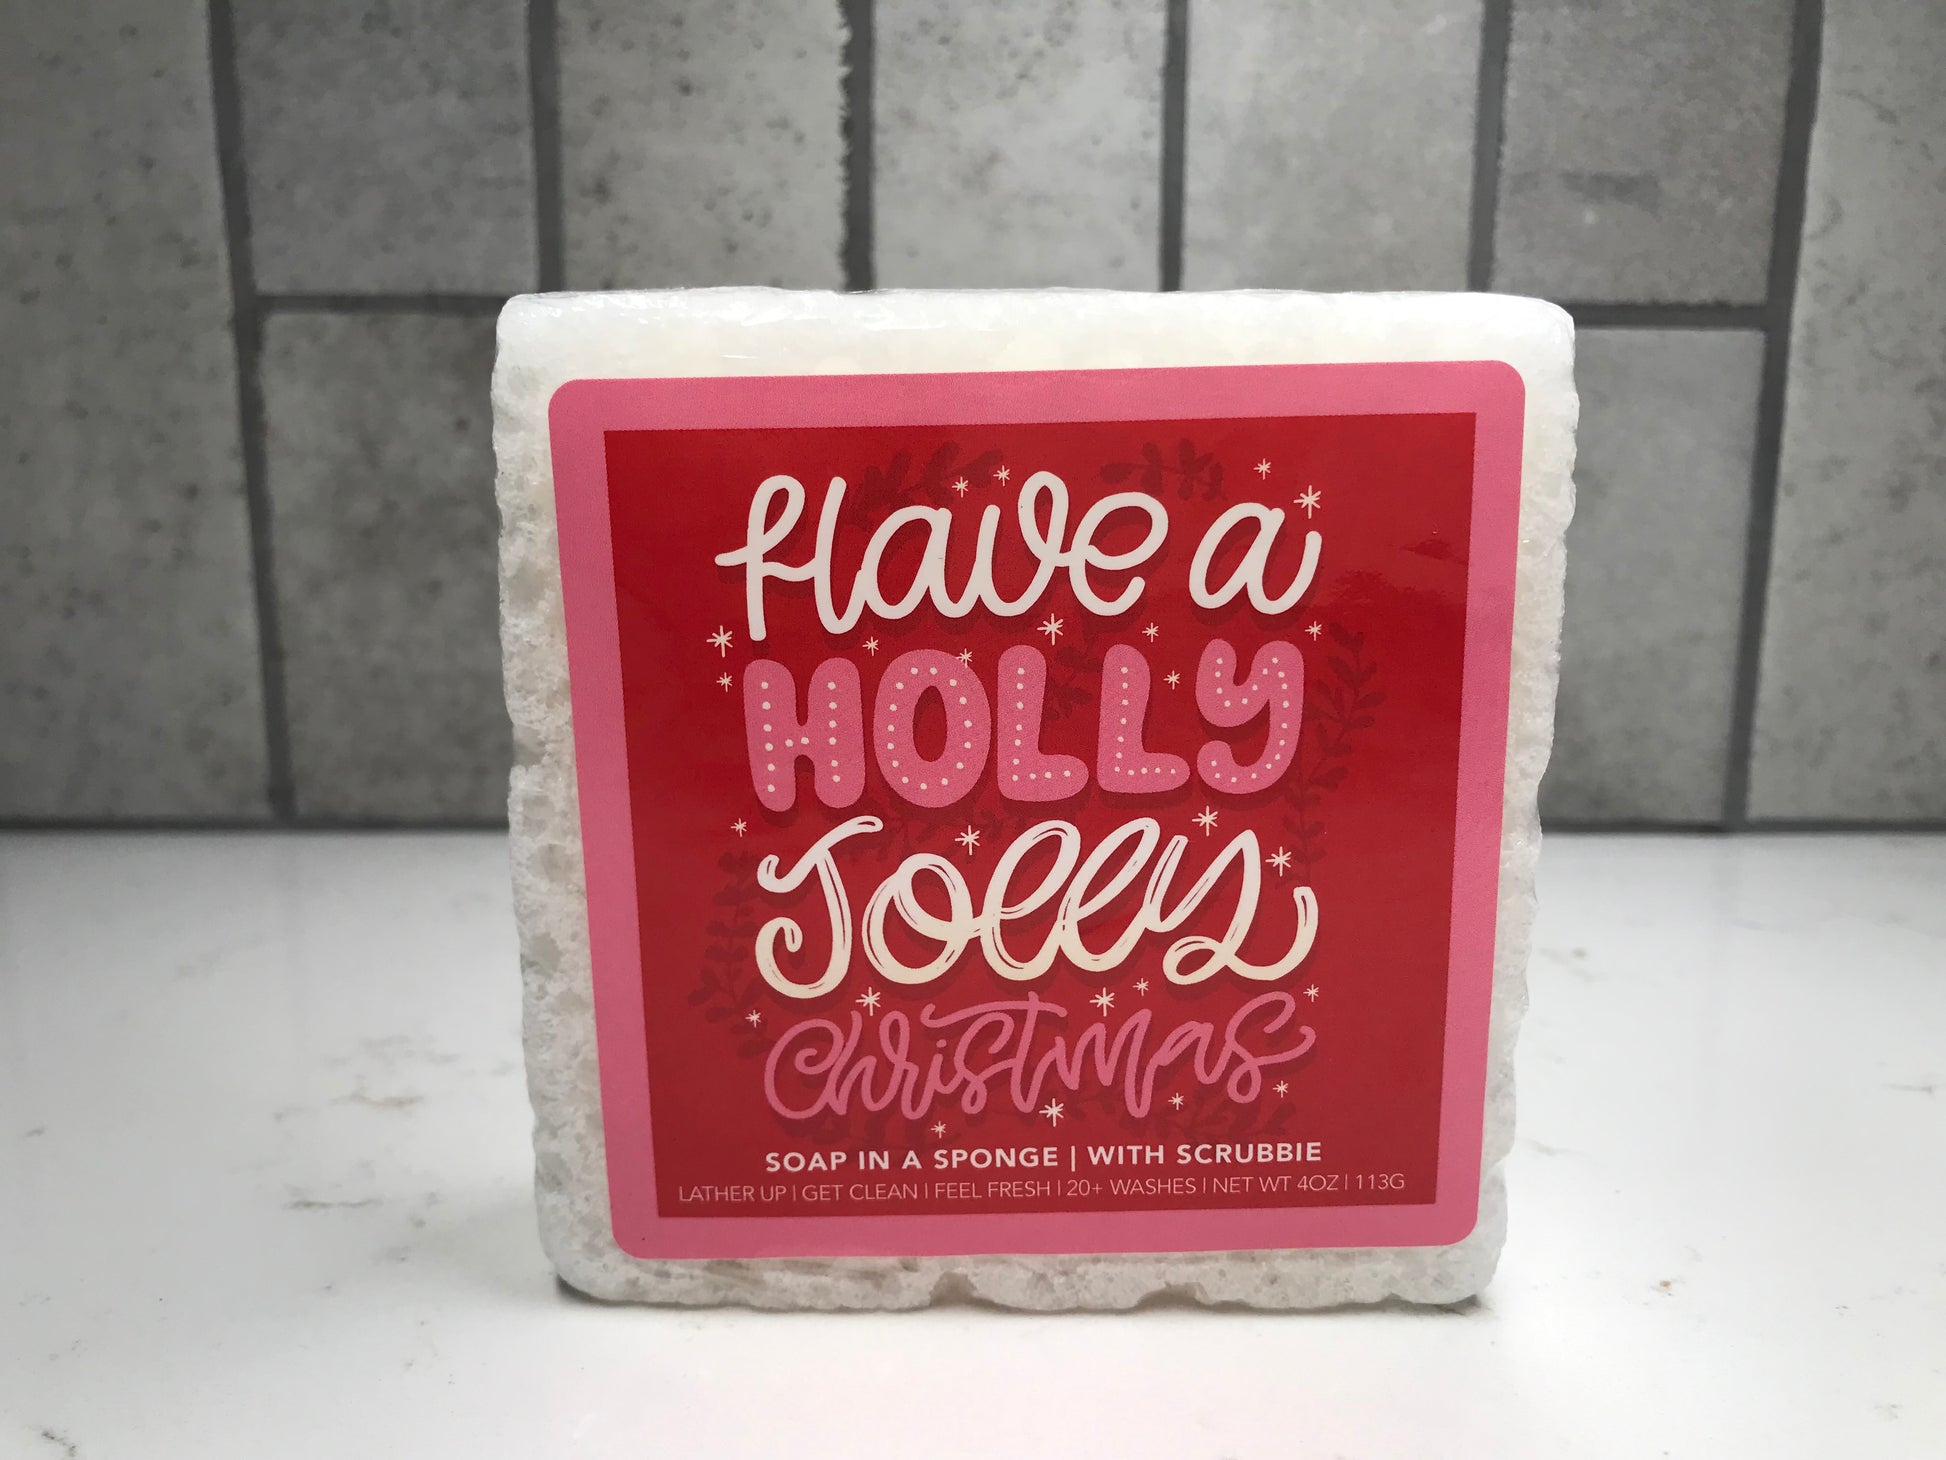 Have a
HOLLY
Jolly
Christmas
SOAP IN A SPONGE | WITH SCRUBBIE
LATHER UP | GET CLEAN | FEEL FRESH | 20+ WASHES | NET WT 4OZ | 113G